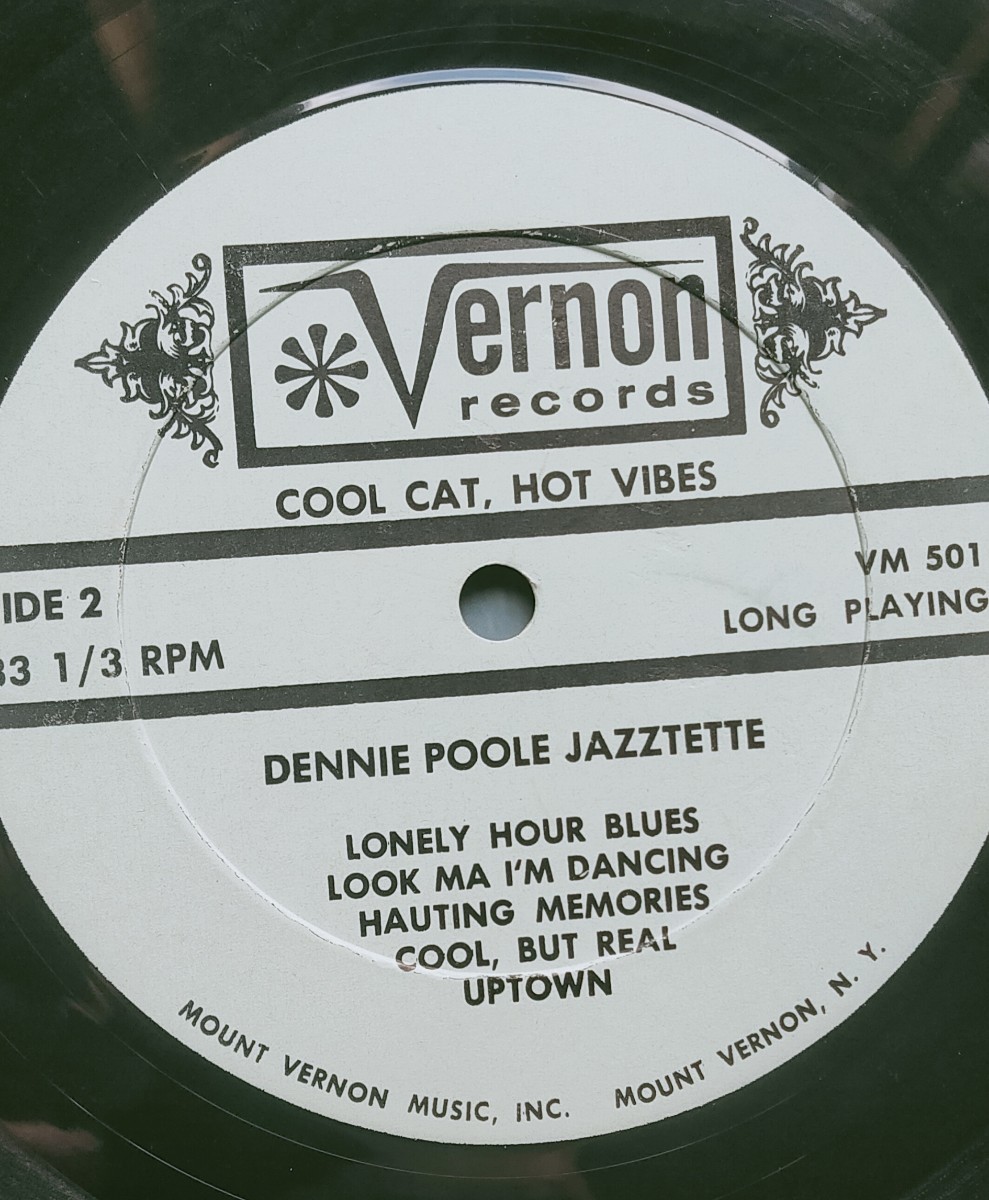 Vernon
records
COOL CAT, HOT VIBES
IDE 2
33 1/3 RPM
VM 501
LONG PLAYING
DENNIE POOLE JAZZTETTE
LONELY HOUR BLUES
LOOK MA I'M DANCING
HAUTING MEMORIES
COOL, BUT REAL
UPTOWN
MOUNT VERNON MUSIC, INC. MOUNT VERNON, N. Y.